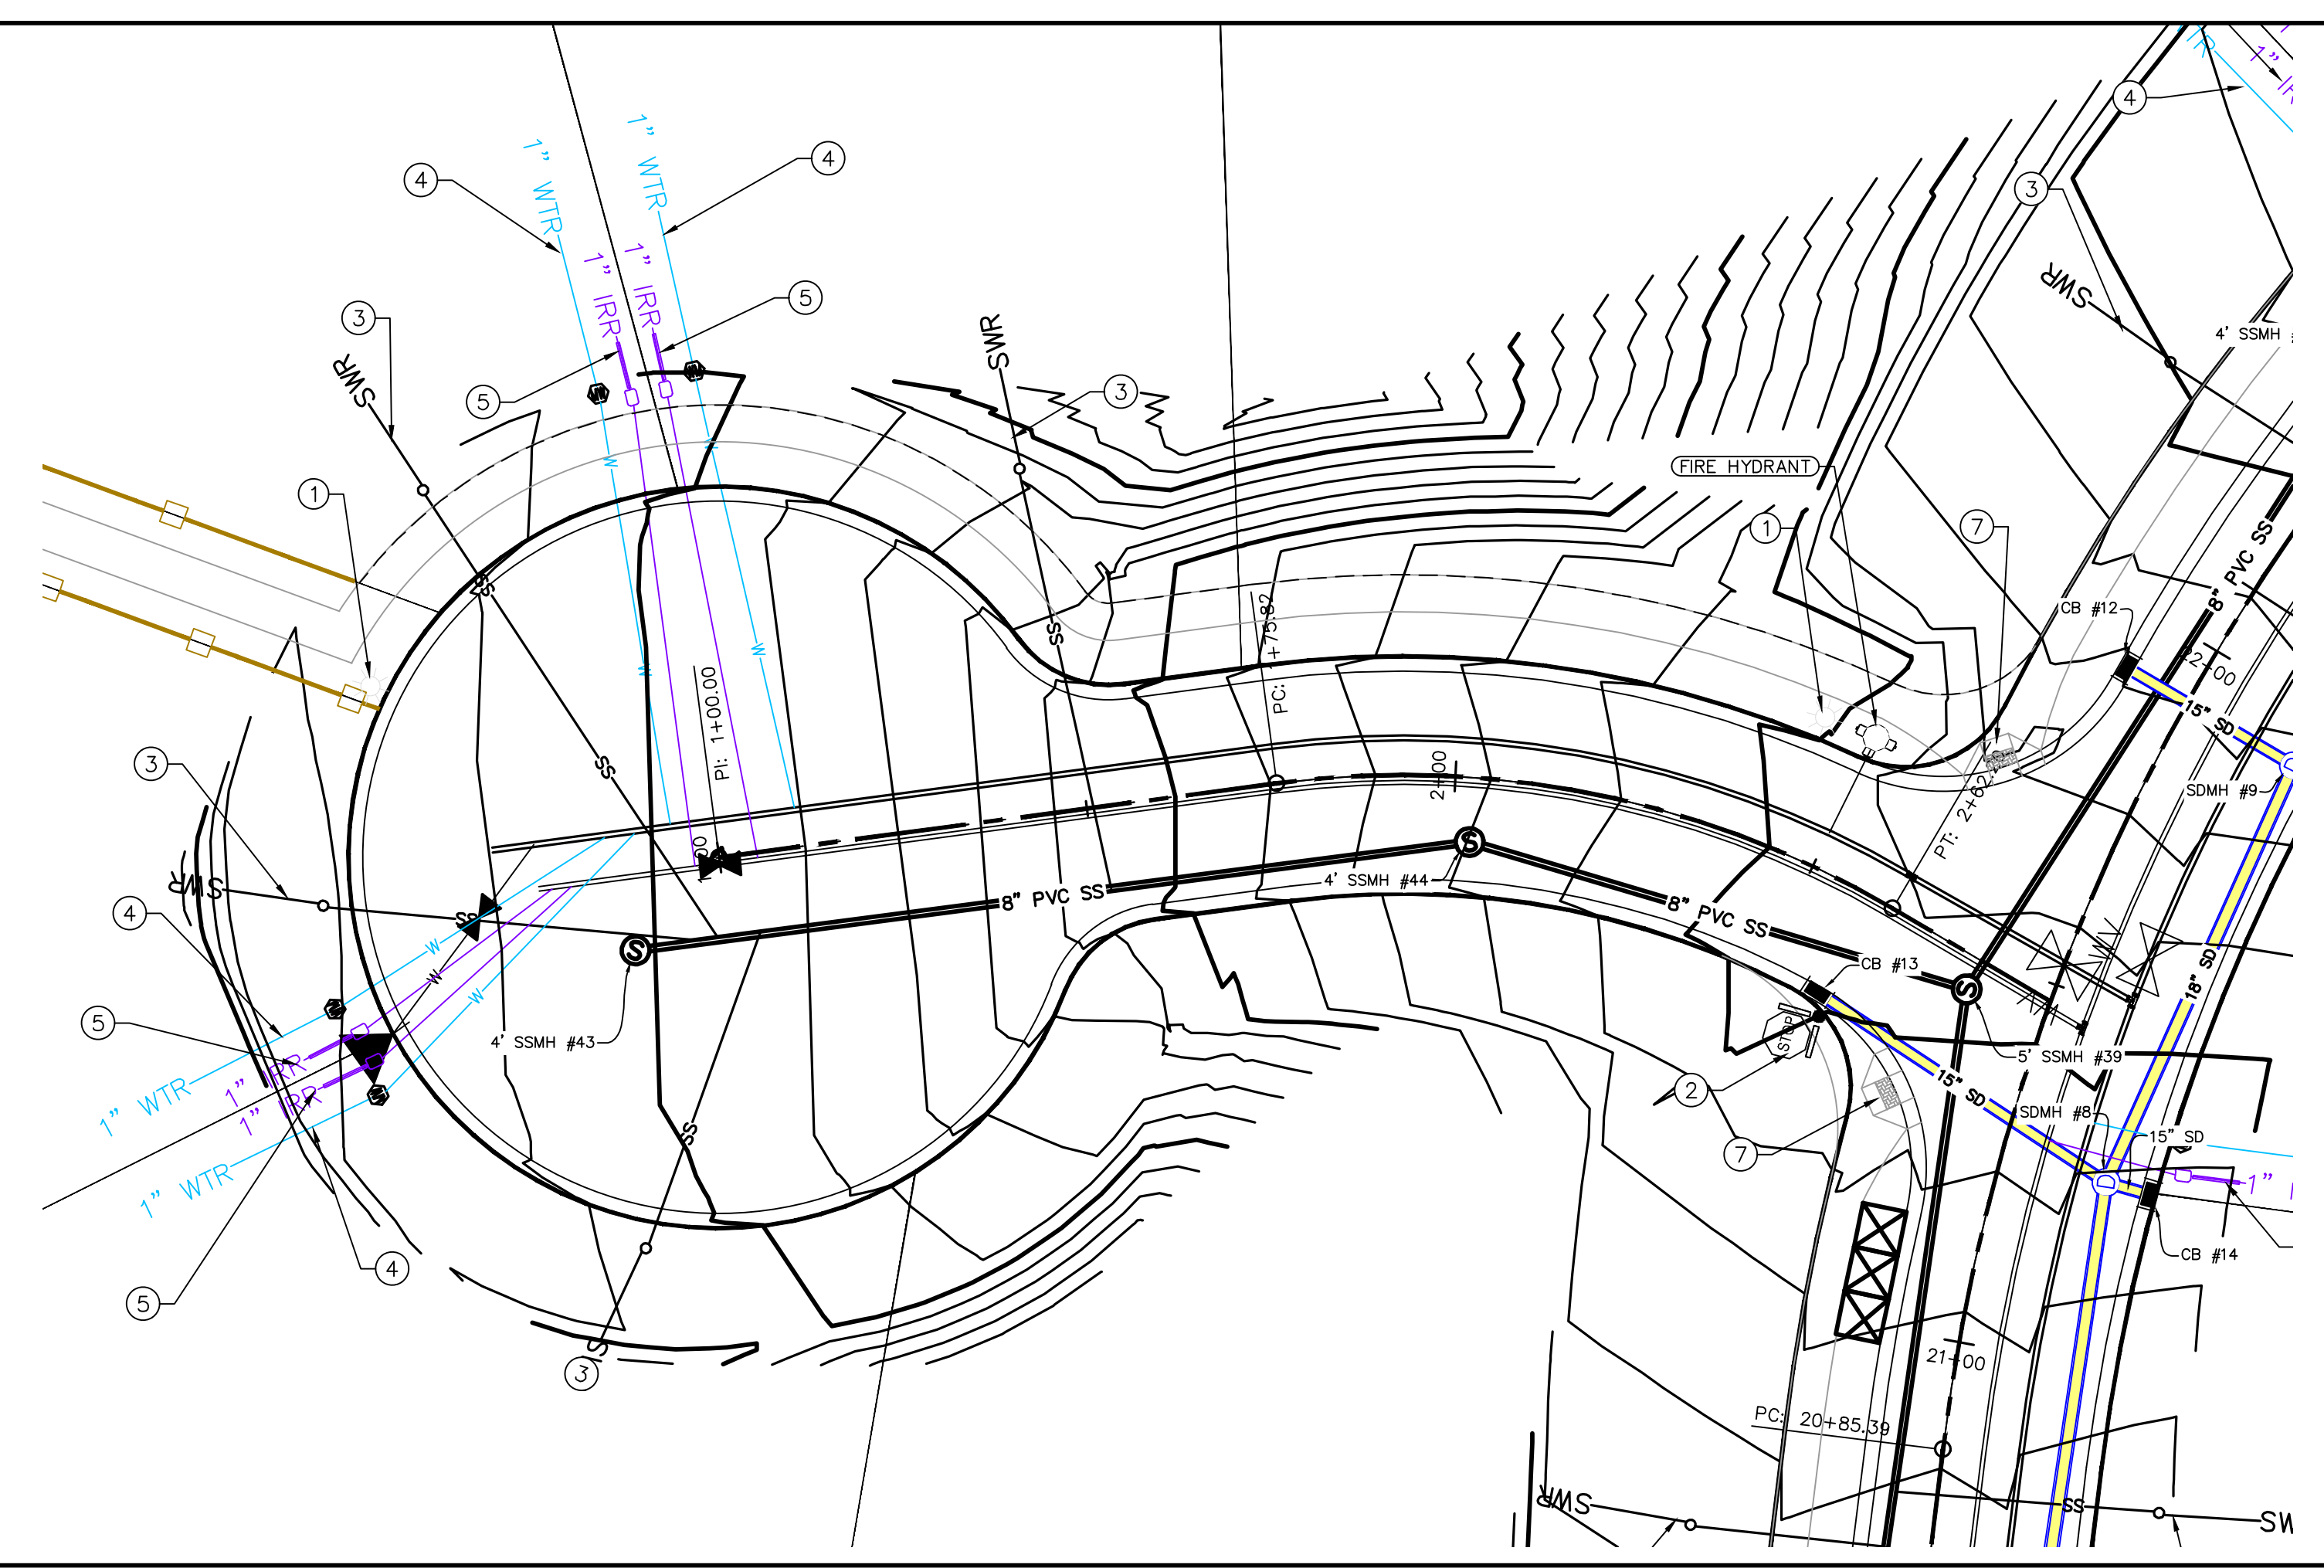 4
1" WTR
1" WTR
4
4
3
1" IRR
1" IRR
5
3
SWR
SWR
SWR
4' SSMH
5
3
FIRE HYDRANT
1
1
7
W
W
SS
8" PVC SS
CB #12
PC: 1+75.82
SS
W
W
22+00
PI: 1+00.00
15" SD
3
SS
2+00
SDMH #9
PT:
4' SSMH #44
SWR
SS
8" PVC SS
8" PVC SS
4
W
W
W
S
S
S
WV
CB #13
18" SD
5
4' SSMH #43
STOP
5' SSMH #39
1" WTR
1" IRR
1" IRR
2
15" SD
SDMH #8
SS
15" SD
7
1" WTR
D
1"
4
CB #14
5
3
21+00
PC: 20+85.39
SWR
SS
SW